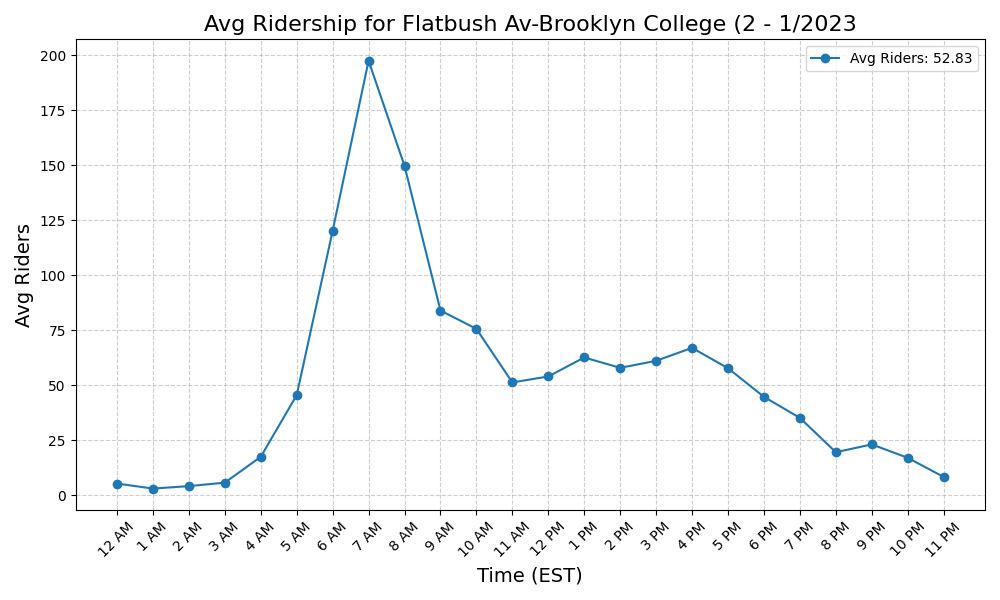 Avg Ridership for Flatbush Av-Brooklyn College (2 - 1/2023
Avg Riders: 52.83
200
175
150
125
100
75
50
25
0
Avg Riders
12 AM
1 AM
2 AM
3 AM
4 AM
5 AM
6 AM
7 AM
8 AM
9 AM
10 AM
11 AM
12 PM
1 PM
2 PM
3 PM
4 PM
5 PM
6 PM
7 PM
8 PM
9 PM
10 PM
11 PM
Time (EST)